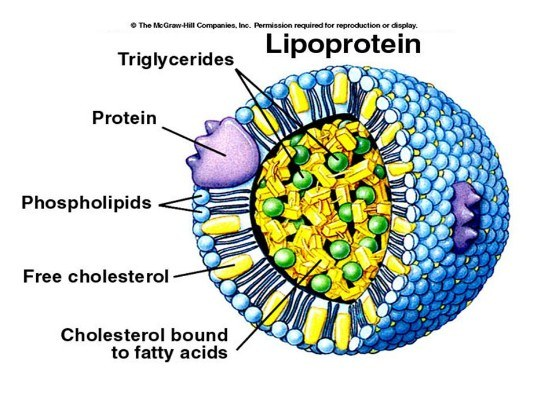 © The McGraw-Hill Companies, Inc. Permission required for reproduction or display.
Lipoprotein
Triglycerides
Protein
Phospholipids
Free cholesterol
Cholesterol bound
to fatty acids